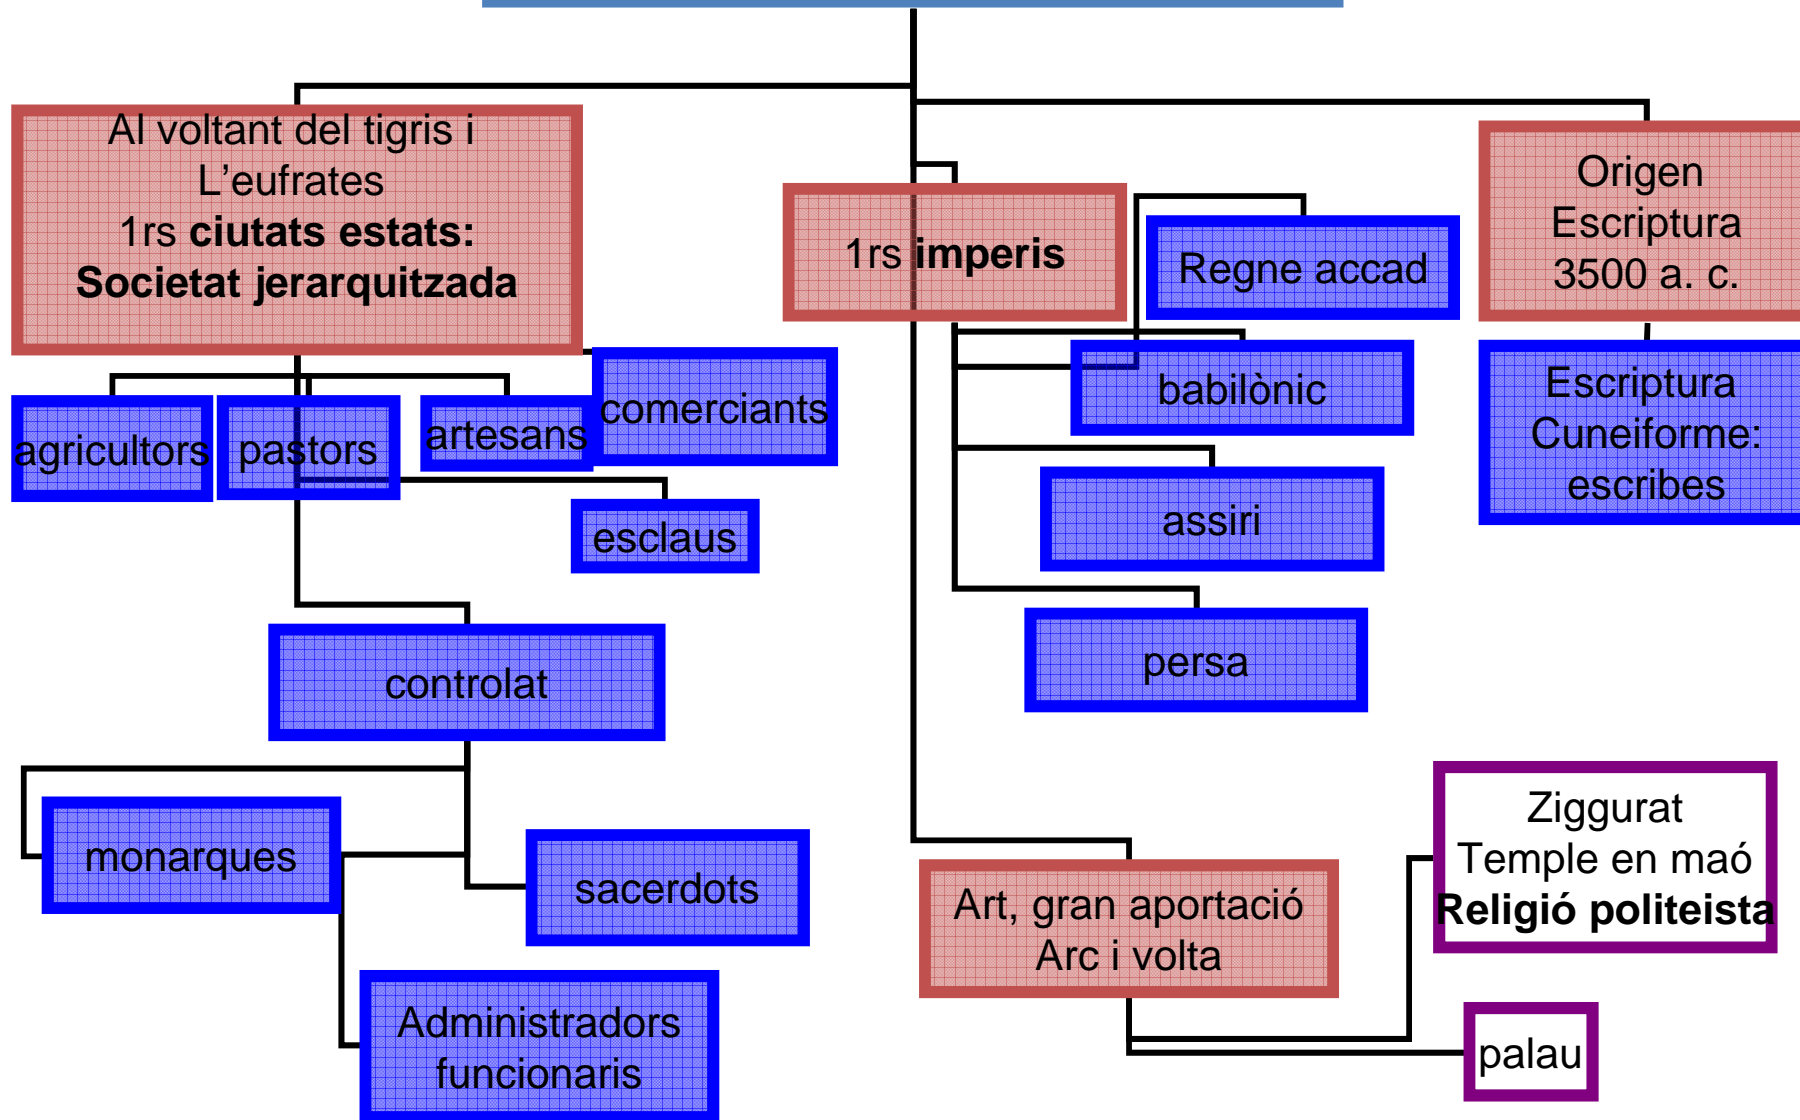 Al voltant del tigris i
L'eufrates
1rs ciutats estats:
Societat jerarquitzada
1rs imperis
Regne accad
Origen
Escriptura
3500 a. c.
babilònic
Escriptura
Cuneiforme:
escribes
agricultors
pastors
artesans
comerciants
esclaus
assiri
persa
controlat
monarques
sacerdots
Administradors
funcionaris
Art, gran aportació
Arc i volta
Ziggurat
Temple en maó
Religió politeista
palau